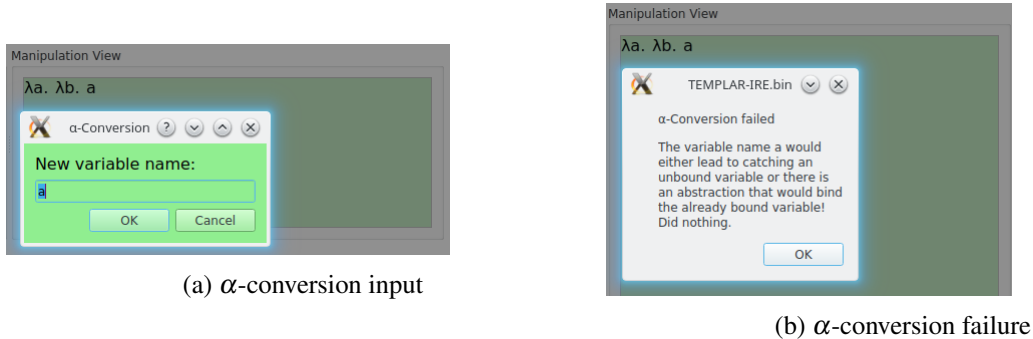 Manipulation View
λa. λb. a
α-Conversion
New variable name:
a
OK Cancel
(a) α-conversion input
Manipulation View
λa. λb. a
TEMPLAR-IRE.bin
α-Conversion failed
The variable name a would
either lead to catching an
unbound variable or there is
an abstraction that would bind
the already bound variable!
Did nothing.
OK
(b) α-conversion failure